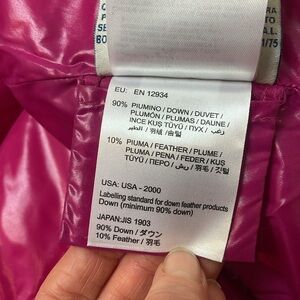 EU: EN 12934
90% PIUMINO / DOWN / DUVET /
PLUMÓN / PLUMAS / DAUNE /
INCE KUŞ TÜYÜ / ПУХ / زغب /
الطير / 羽绒 / 솜털
10% PIUMA / FEATHER / PLUME /
PLUMA / PENA / FEDER / KUŞ
TÜYÜ / ПЕРО / ريش / 羽毛 / 깃털
USA: USA - 2000
Labelling standard for down feather products
Down (minimum 90% down)
JAPAN:JIS 1903
90% Down / ダウン
10% Feather / 羽毛